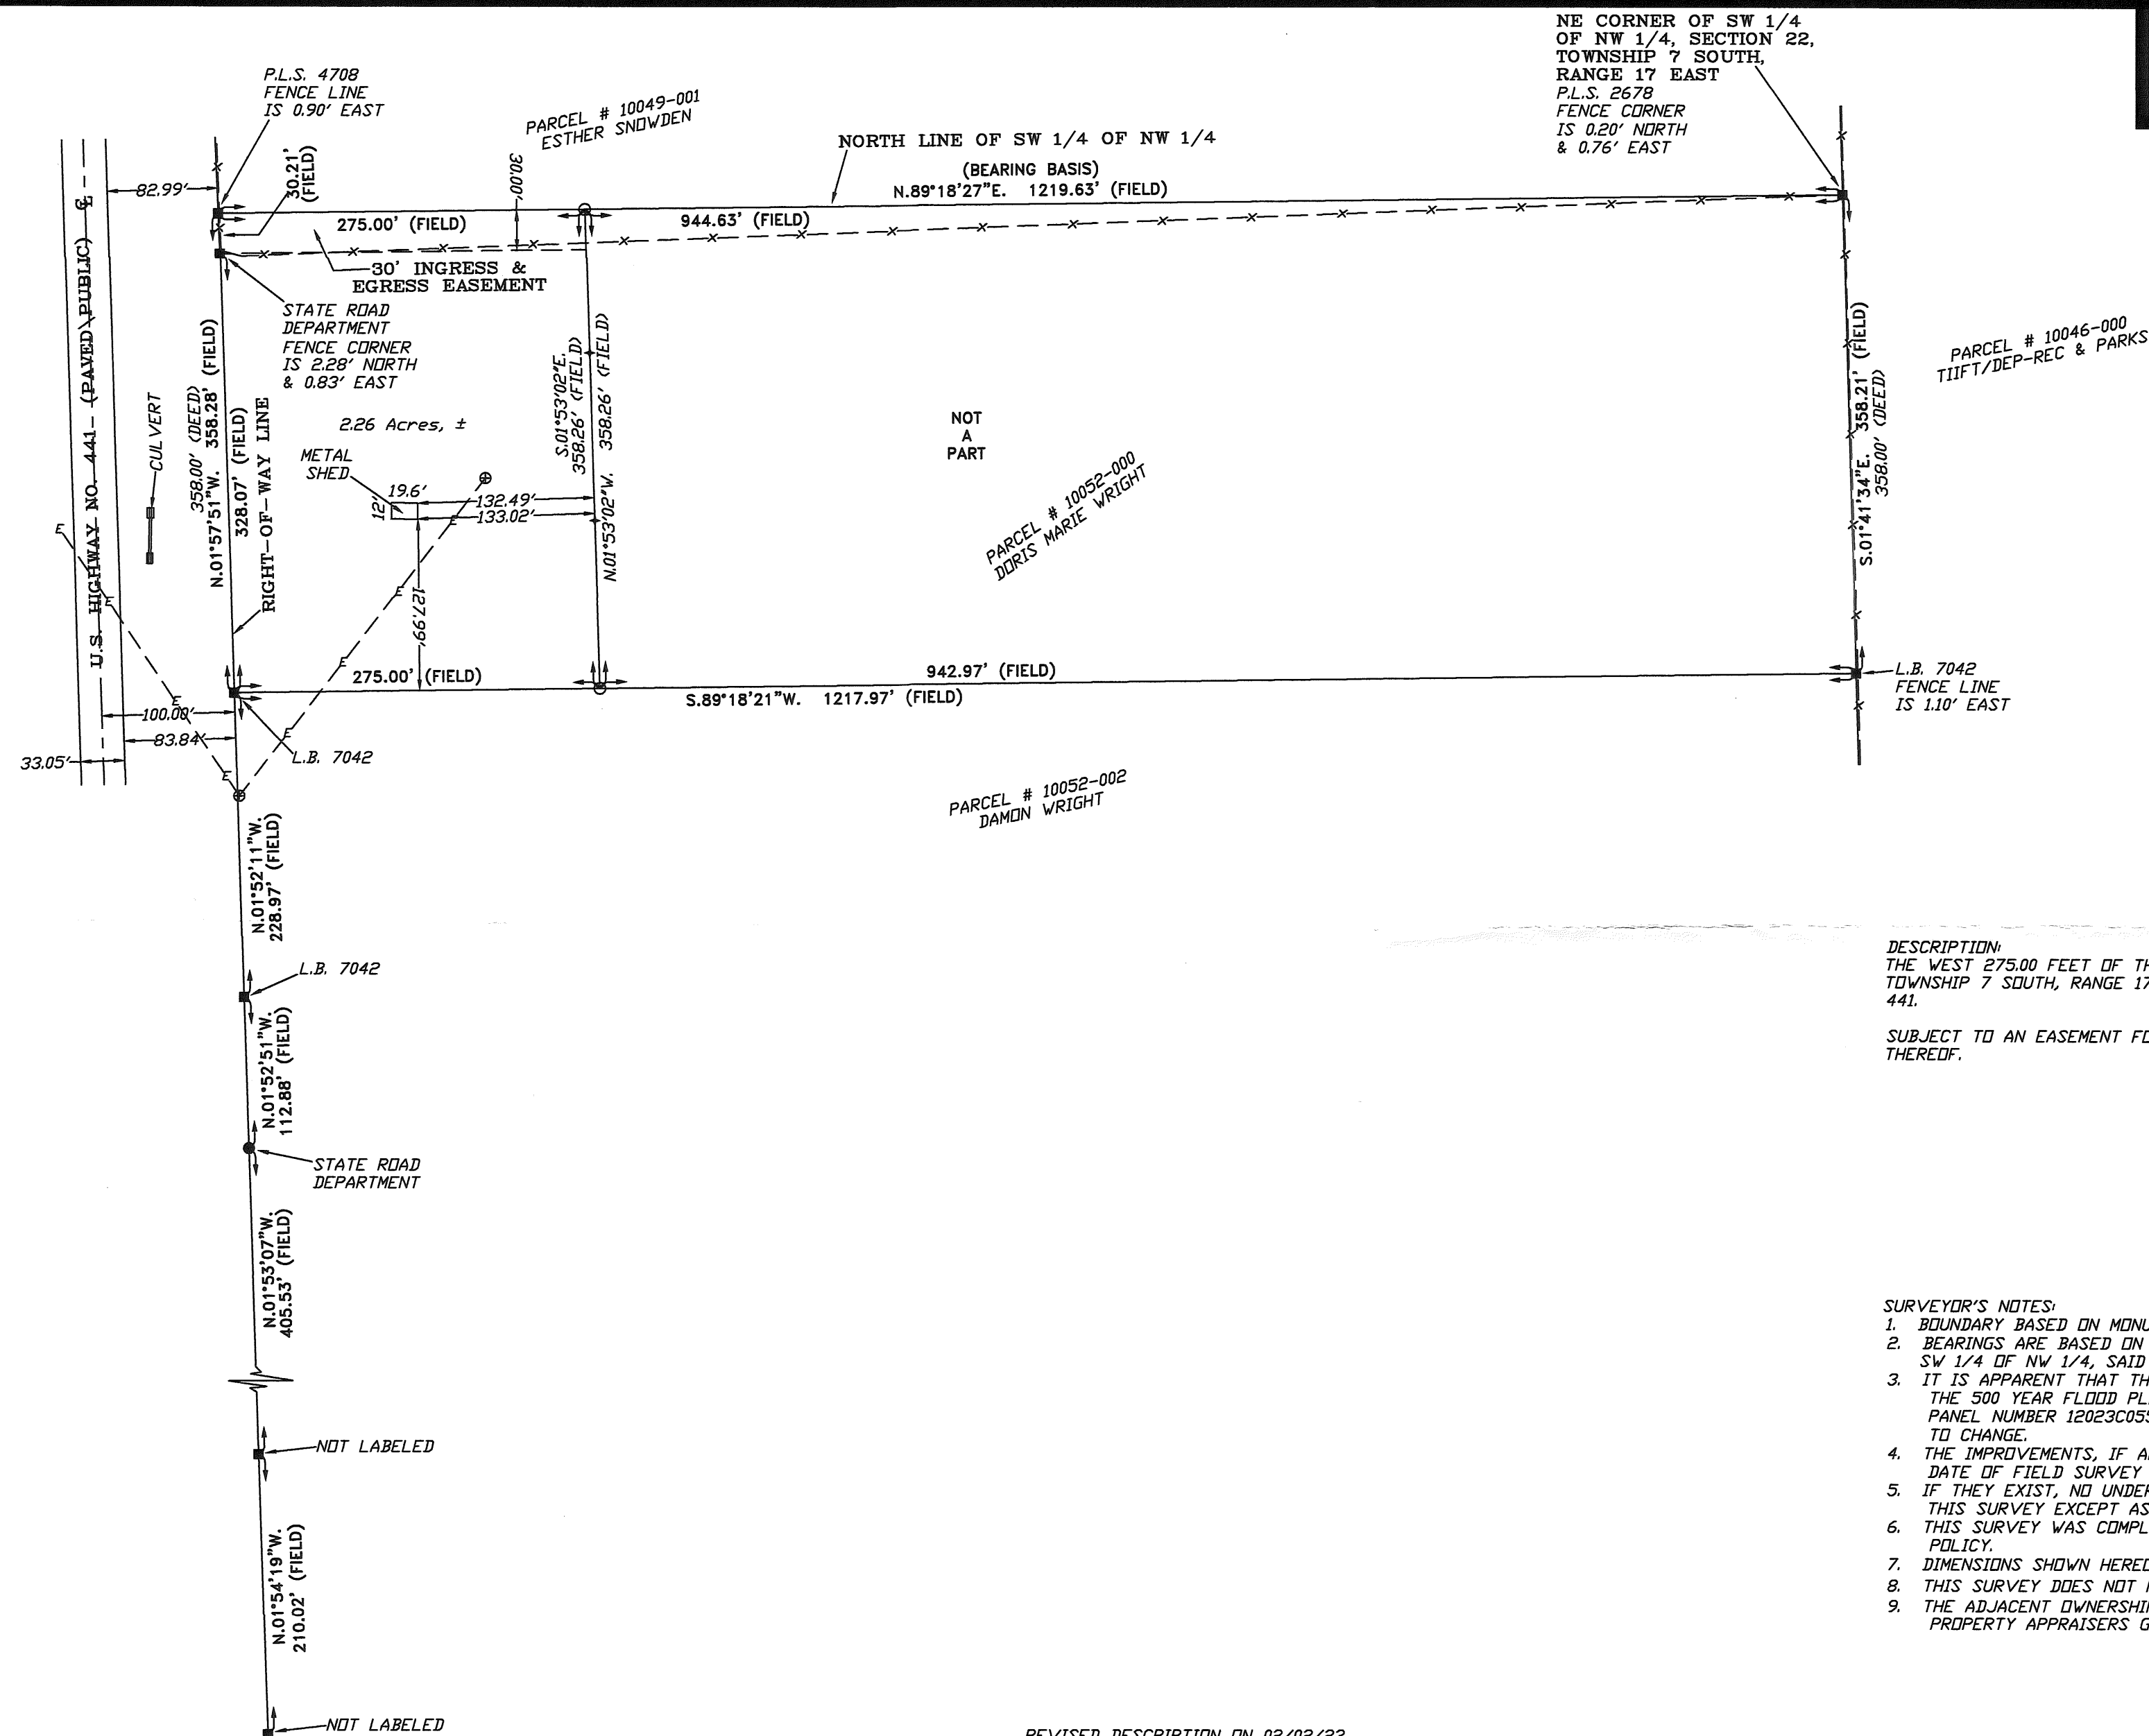 NE CORNER OF SW 1/4
OF NW 1/4, SECTION 22,
TOWNSHIP 7 SOUTH,
RANGE 17 EAST
P.L.S. 2678
FENCE CORNER
IS 0.20' NORTH
& 0.76' EAST
P.L.S. 4708
FENCE LINE
IS 0.90' EAST
PARCEL # 10049-001
ESTHER SNOWDEN
NORTH LINE OF SW 1/4 OF NW 1/4
(BEARING BASIS)
N.89°18'27"E. 1219.63' (FIELD)
82.99'
30.21'
(FIELD)
30.00'
275.00' (FIELD)
944.63' (FIELD)
30' INGRESS &
EGRESS EASEMENT
STATE ROAD
DEPARTMENT
FENCE CORNER
IS 2.28' NORTH
& 0.83' EAST
U.S. HIGHWAY NO. 441 (PAVED\PUBLIC) ℄
CULVERT
358.00' (DEED)
N.01°57'51"W. 358.28' (FIELD)
328.07' (FIELD)
RIGHT-OF-WAY LINE
2.26 Acres, ±
METAL
SHED
19.6'
12'
132.49'
133.02'
127.99'
S.01°53'02"E.
358.26' (FIELD)
N.01°53'02"W. 358.26' (FIELD)
NOT
A
PART
PARCEL # 10052-000
DORIS MARIE WRIGHT
S.01°41'34"E. 358.21' (FIELD)
358.00' (DEED)
PARCEL # 10046-000
TIIFT/DEP-REC & PARKS
275.00' (FIELD)
942.97' (FIELD)
S.89°18'21"W. 1217.97' (FIELD)
L.B. 7042
FENCE LINE
IS 1.10' EAST
100.00'
83.84'
33.05'
L.B. 7042
E
E
E
E
E
E
E
E
PARCEL # 10052-002
DAMON WRIGHT
N.01°52'11"W.
228.97' (FIELD)
L.B. 7042
N.01°52'51"W.
112.88' (FIELD)
STATE ROAD
DEPARTMENT
N.01°53'07"W.
405.53' (FIELD)
NOT LABELED
N.01°54'19"W.
210.02' (FIELD)
NOT LABELED
DESCRIPTION:
THE WEST 275.00 FEET OF
TOWNSHIP 7 SOUTH, RANGE 17
441.
SUBJECT TO AN EASEMENT
THEREOF.
SURVEYOR'S NOTES:
1. BOUNDARY BASED ON
2. BEARINGS ARE BASED ON
SW 1/4 OF NW 1/4, SAID
3. IT IS APPARENT THAT
THE 500 YEAR FLOOD
PANEL NUMBER
TO CHANGE.
4. THE IMPROVEMENTS, IF
DATE OF FIELD SURVEY
5. IF THEY EXIST, NO
THIS SURVEY EXCEPT AS
6. THIS SURVEY WAS
POLICY.
7. DIMENSIONS SHOWN
8. THIS SURVEY DOES NOT
9. THE ADJACENT
PROPERTY APPRAISERS
REVISED DESCRIPTION ON